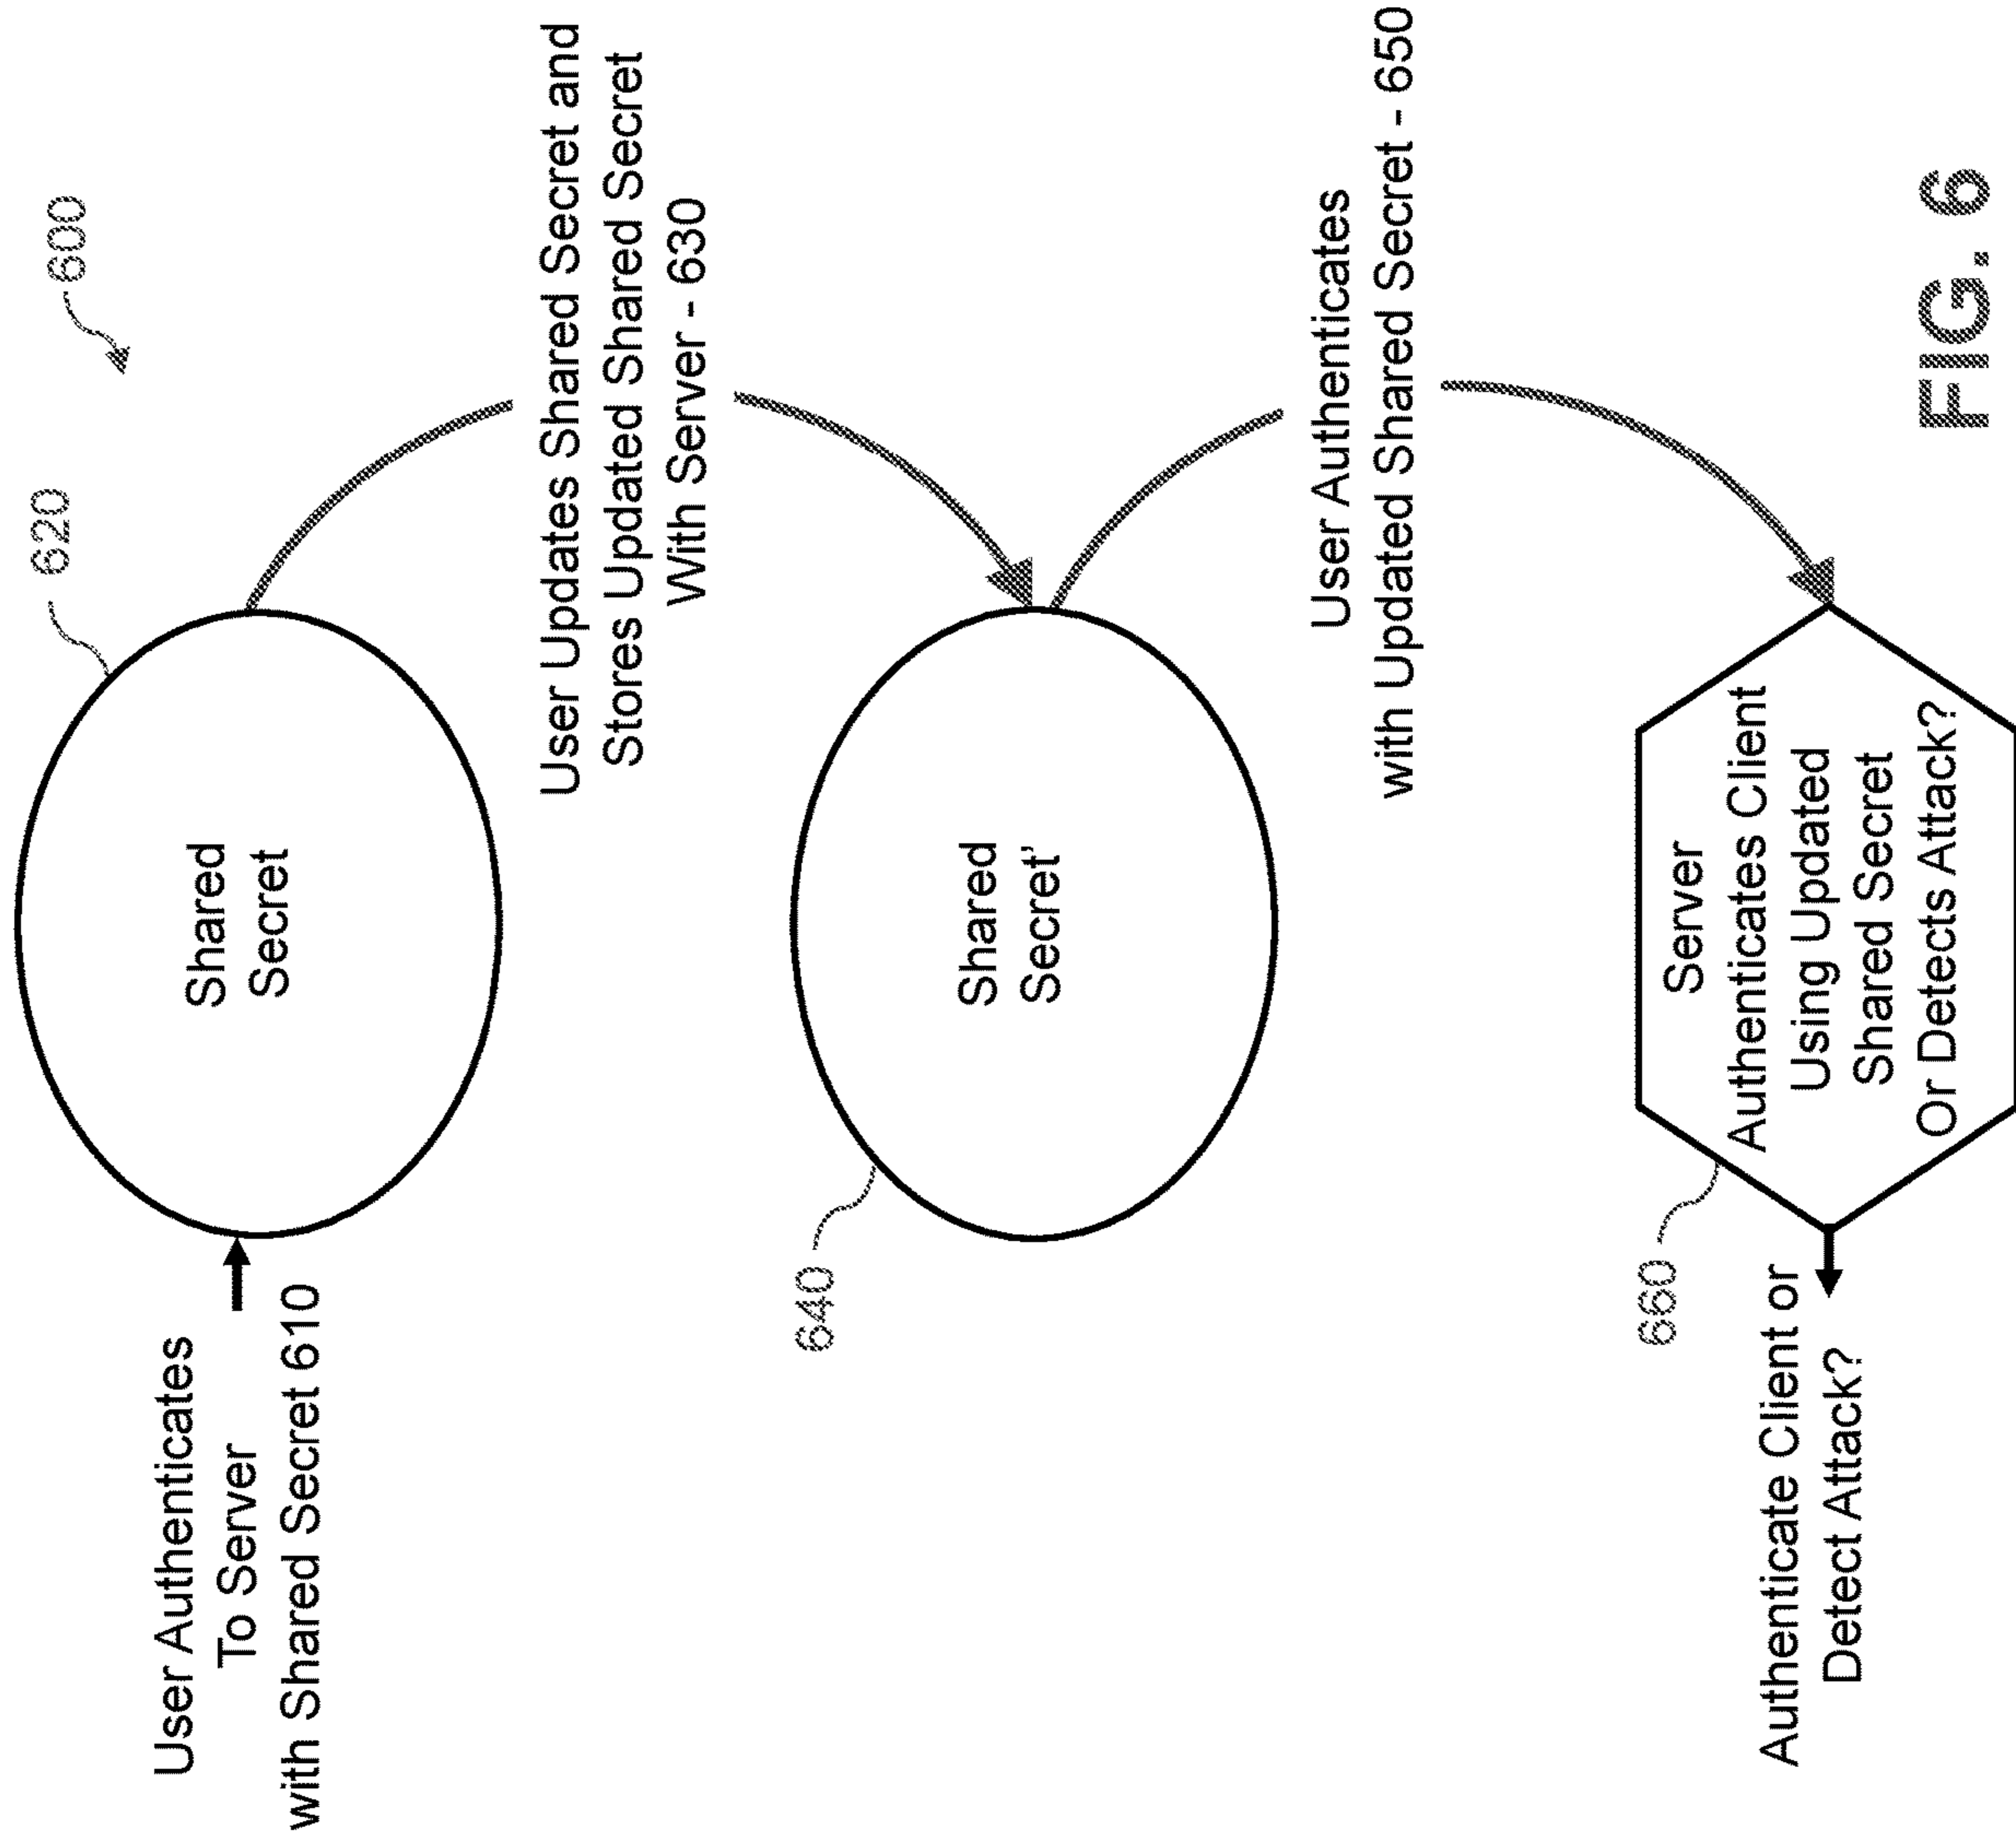 600
620
User Authenticates
To Server
with Shared Secret 610
Shared
Secret
User Updates Shared Secret and
Stores Updated Shared Secret
With Server - 630
640
Shared
Secret'
User Authenticates
with Updated Shared Secret - 650
660
Server
Authenticates Client
Using Updated
Shared Secret
Or Detects Attack?
Authenticate Client or
Detect Attack?
FIG. 6